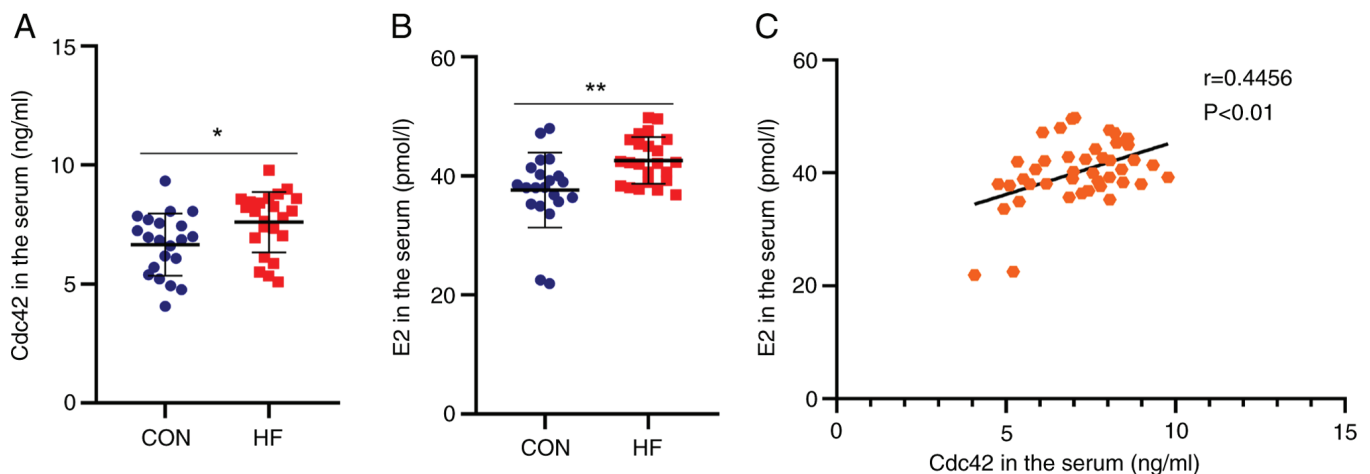 A
Cdc42 in the serum (ng/ml)
15
10
5
0
*
CON
HF
B
E2 in the serum (pmol/l)
60
40
20
0
**
CON
HF
C
E2 in the serum (pmol/l)
60
40
20
0
r=0.4456
P<0.01
0
5
10
15
Cdc42 in the serum (ng/ml)